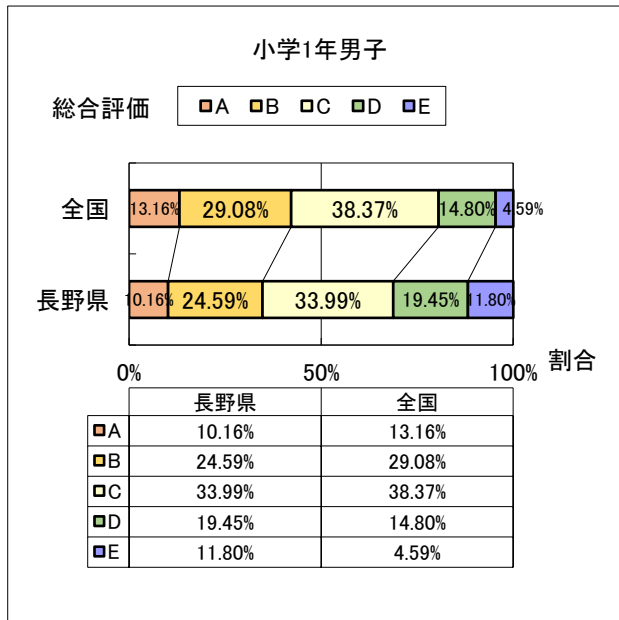 小学1年男子
総合評価 A B C D E
全国 13.16% 29.08% 38.37% 14.80% 4.59%
長野県 10.16% 24.59% 33.99% 19.45% 11.80%
0% 50% 100% 割合
長野県 全国
A 10.16% 13.16%
B 24.59% 29.08%
C 33.99% 38.37%
D 19.45% 14.80%
E 11.80% 4.59%